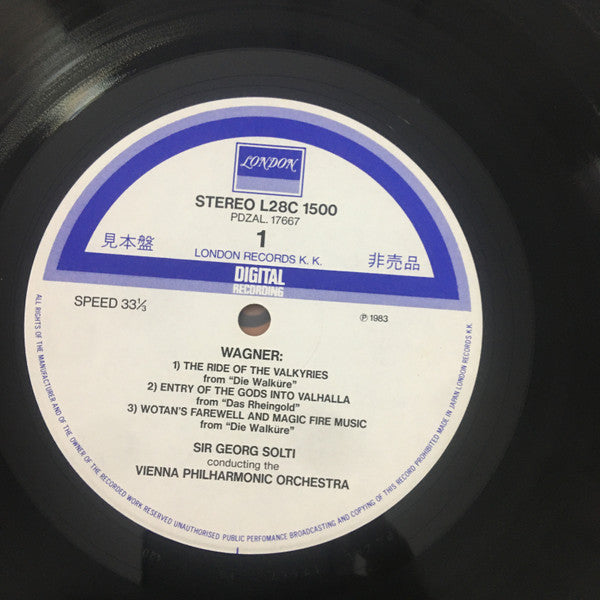 LONDON
STEREO L28C 1500
PDZAL. 17667
見本盤
1
非売品
LONDON RECORDS K. K.
DIGITAL
RECORDING
SPEED 33⅓
℗ 1983
WAGNER:
1) THE RIDE OF THE VALKYRIES
from "Die Walküre"
2) ENTRY OF THE GODS INTO VALHALLA
from "Das Rheingold"
3) WOTAN'S FAREWELL AND MAGIC FIRE MUSIC
from "Die Walküre"
SIR GEORG SOLTI
conducting the
VIENNA PHILHARMONIC ORCHESTRA
ALL RIGHTS OF THE MANUFACTURER AND OF THE OWNER OF THE RECORDED WORK RESERVED UNAUTHORISED PUBLIC PERFOMANCE BROADCASTING AND COPYING OF THIS RECORD PROHIBITED MADE IN JAPAN LONDON RECORDS K.K.